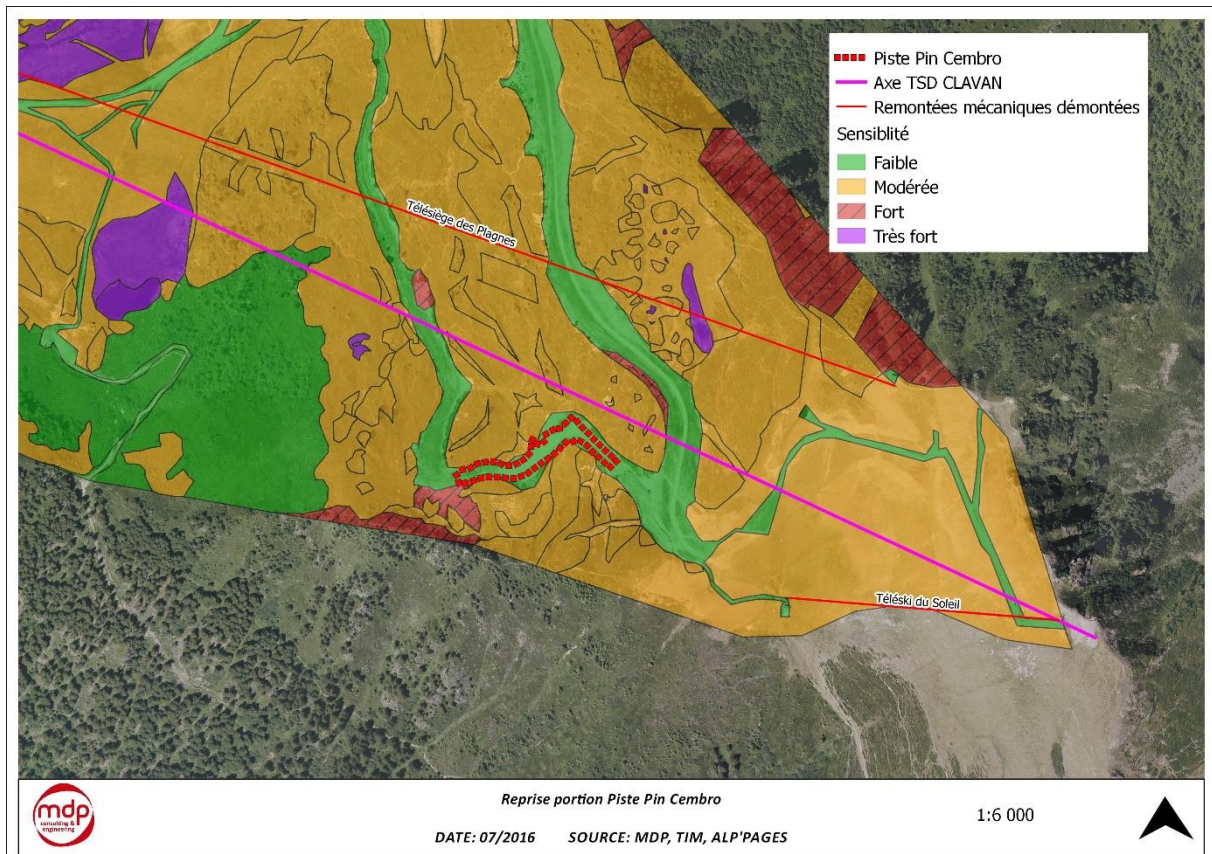 Piste Pin Cembro
Axe TSD CLAVAN
Remontées mécaniques démontées
Sensiblité
Faible
Modérée
Fort
Très fort
Télésiège des Plagnes
Téléski du Soleil
mdp
consulting &
engineering
Reprise portion Piste Pin Cembro
1:6 000
DATE: 07/2016 SOURCE: MDP, TIM, ALP'PAGES